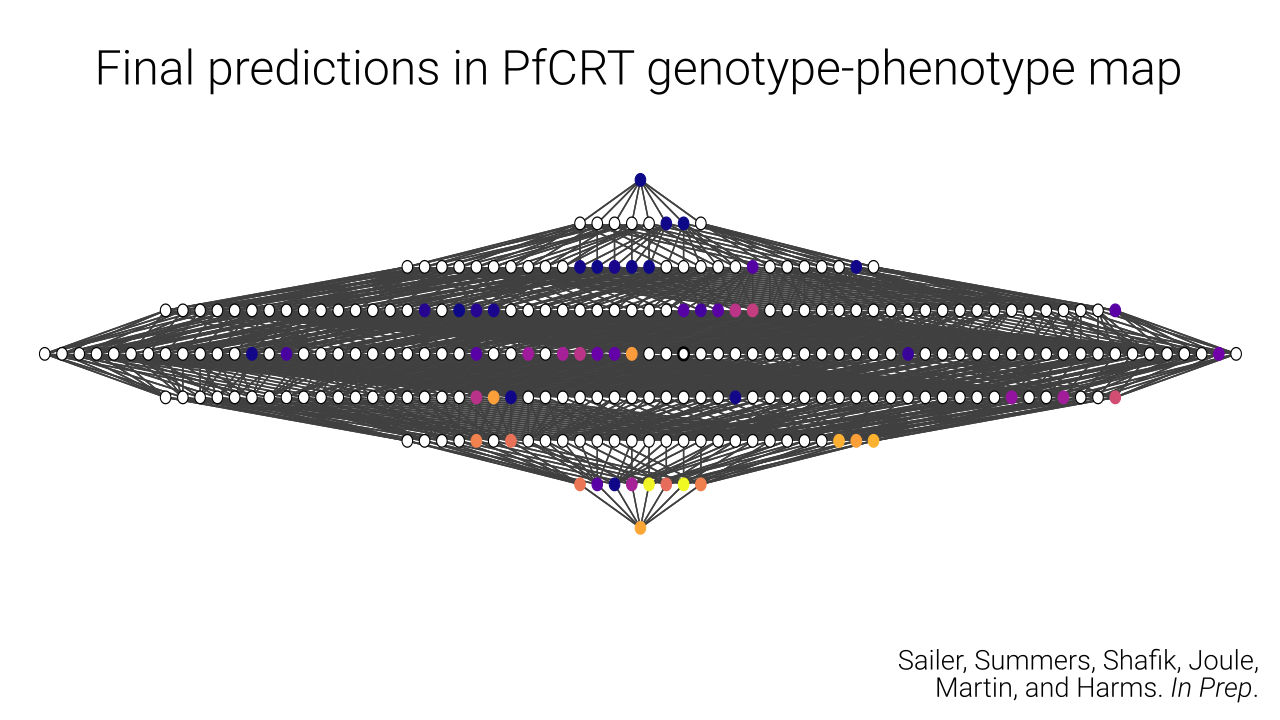 Final predictions in PfCRT genotype-phenotype map
Sailer, Summers, Shafik, Joule,
Martin, and Harms. In Prep.